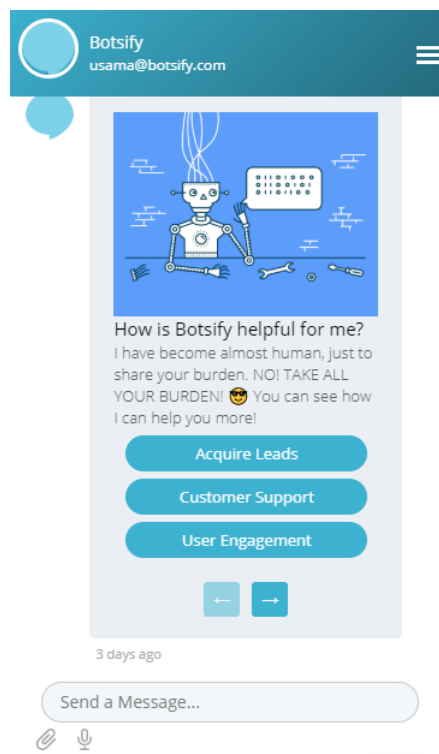 Botsify
usama@botsify.com
How is Botsify helpful for me?
I have become almost human, just to
share your burden. NO! TAKE ALL
YOUR BURDEN! 😎 You can see how
I can help you more!
Acquire Leads
Customer Support
User Engagement
← →
3 days ago
Send a Message...